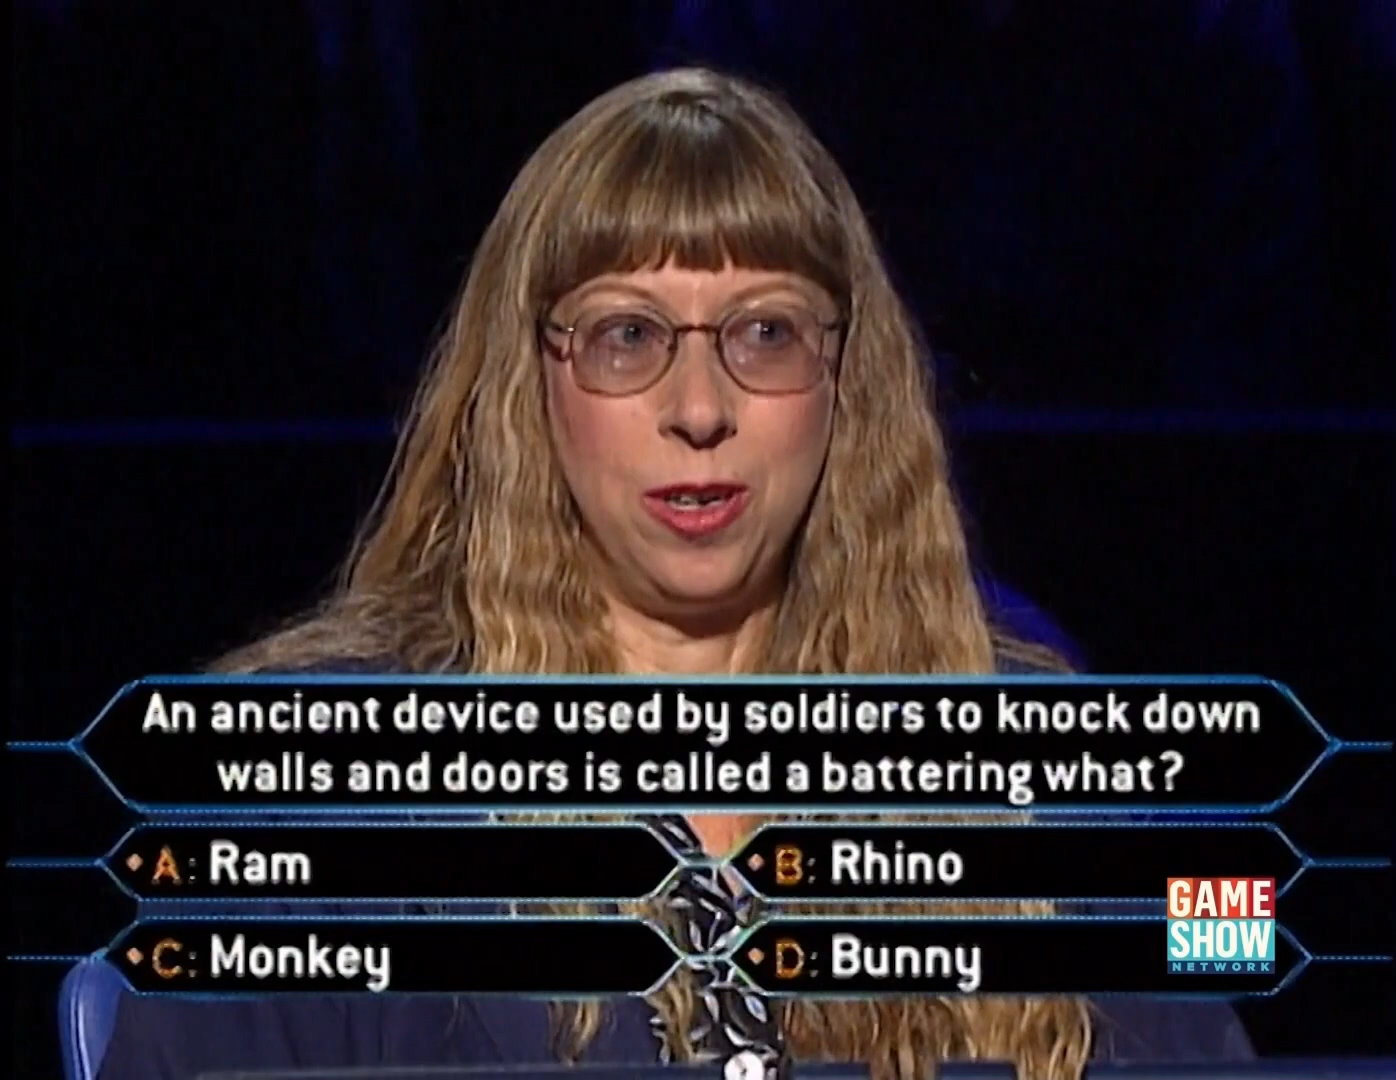 An ancient device used by soldiers to knock down
walls and doors is called a battering what?
A: Ram
B: Rhino
C: Monkey
D: Bunny
GAME
SHOW
NETWORK